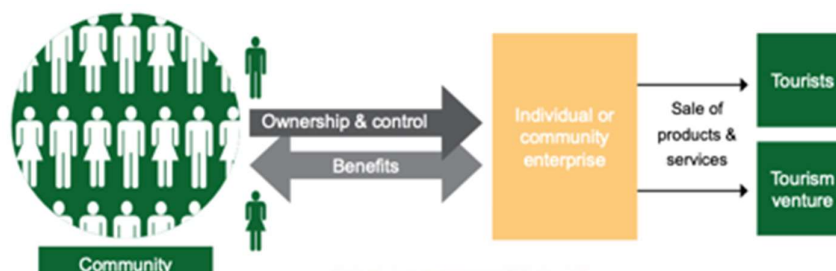 Ownership & control
Benefits
Community
Individual or
community
enterprise
Sale of
products &
services
Tourists
Tourism
venture